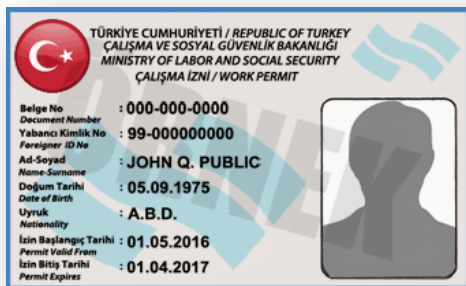 TÜRKİYE CUMHURİYETİ / REPUBLIC OF TURKEY
ÇALIŞMA VE SOSYAL GÜVENLİK BAKANLIĞI
MINISTRY OF LABOR AND SOCIAL SECURITY
ÇALIŞMA İZNİ / WORK PERMIT
Belge No : 000-000-0000
Document Number
Yabancı Kimlik No : 99-000000000
Foreigner ID No
Ad-Soyad : JOHN Q. PUBLIC
Name-Surname
Doğum Tarihi : 05.09.1975
Date of Birth
Uyruk : A.B.D.
Nationality
İzin Başlangıç Tarihi : 01.05.2016
Permit Valid From
İzin Bitiş Tarihi : 01.04.2017
Permit Expires
ÖRNEK